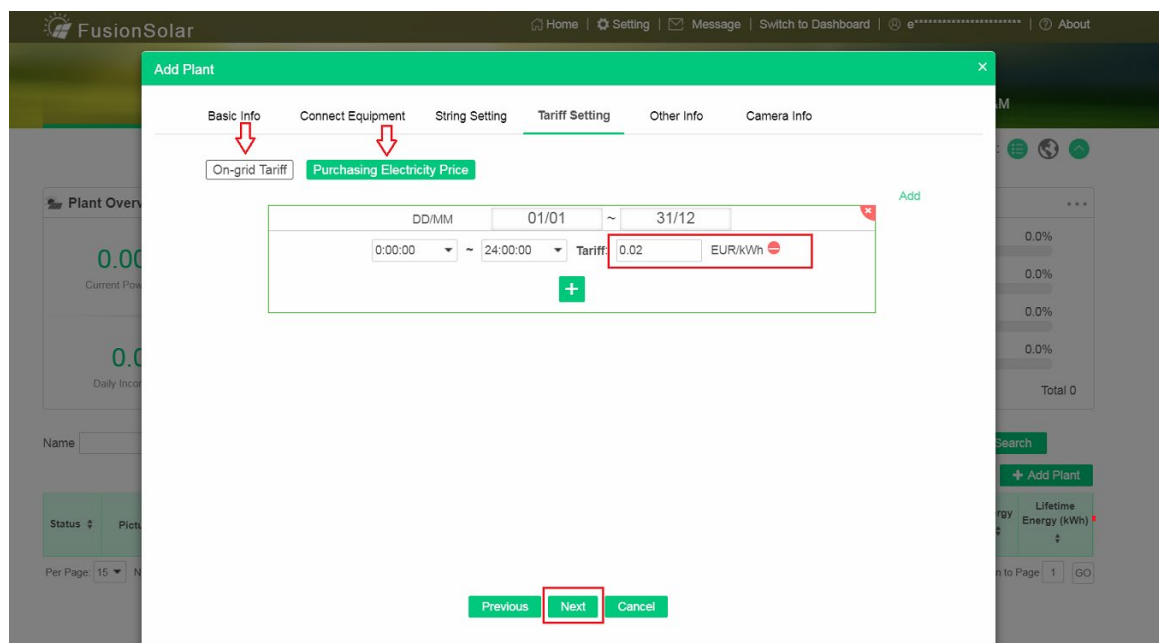 FusionSolar
Home | Setting | Message | Switch to Dashboard | e*********************** | About
Add Plant
Basic Info Connect Equipment String Setting Tariff Setting Other Info Camera Info
On-grid Tariff Purchasing Electricity Price
Add
Plant Overv
DD/MM 01/01 ~ 31/12
0:00:00 ~ 24:00:00 Tariff: 0.02 EUR/kWh
0.0%
0.00
Current Pow
0.0%
0.0%
0.0
0.0%
Daily Incor
Total 0
Name
Search
Add Plant
Status
Pictu
rgy
Lifetime
Energy (kWh)
Per Page: 15 N
n to Page 1 GO
Previous Next Cancel